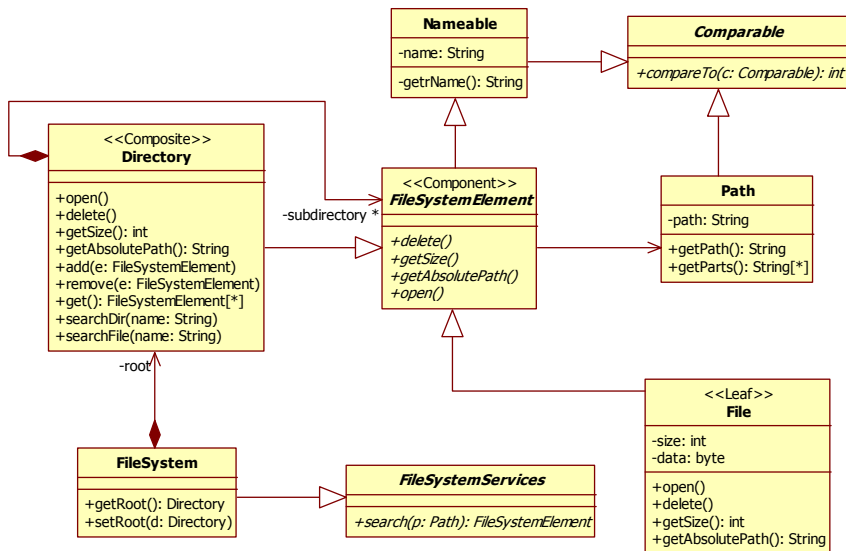 Nameable
-name: String
-getrName(): String
Comparable
+compareTo(c: Comparable): int
<<Composite>>
Directory
+open()
+delete()
+getSize(): int
+getAbsolutePath(): String
+add(e: FileSystemElement)
+remove(e: FileSystemElement)
+get(): FileSystemElement[*]
+searchDir(name: String)
+searchFile(name: String)
-subdirectory *
<<Component>>
FileSystemElement
+delete()
+getSize()
+getAbsolutePath()
+open()
Path
-path: String
+getPath(): String
+getParts(): String[*]
-root
FileSystem
+getRoot(): Directory
+setRoot(d: Directory)
FileSystemServices
+search(p: Path): FileSystemElement
<<Leaf>>
File
-size: int
-data: byte
+open()
+delete()
+getSize(): int
+getAbsolutePath(): String